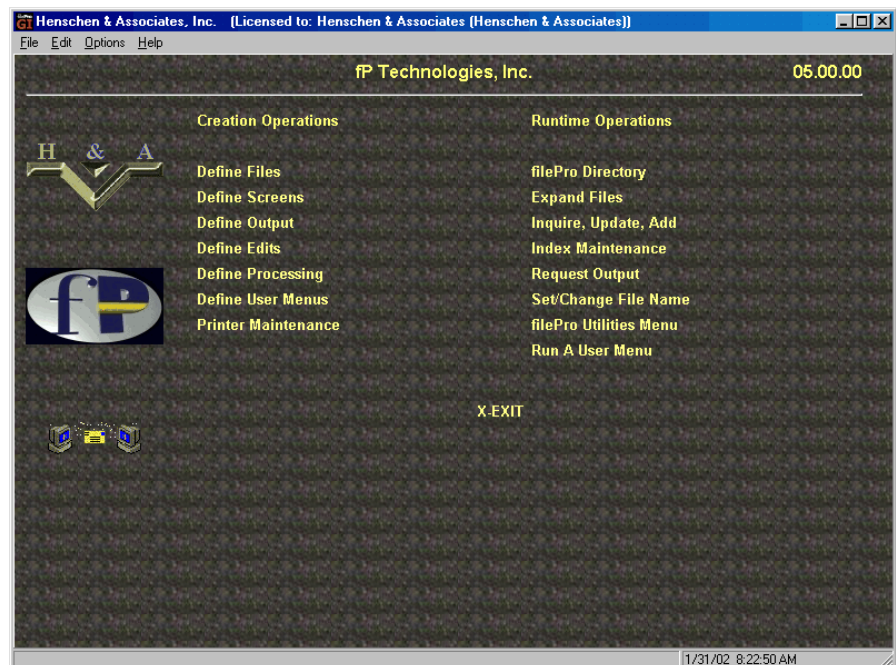 Henschen & Associates, Inc. (Licensed to: Henschen & Associates (Henschen & Associates))
File Edit Options Help
fP Technologies, Inc. 05.00.00
Creation Operations
Define Files
Define Screens
Define Output
Define Edits
Define Processing
Define User Menus
Printer Maintenance
Runtime Operations
filePro Directory
Expand Files
Inquire, Update, Add
Index Maintenance
Request Output
Set/Change File Name
filePro Utilities Menu
Run A User Menu
H & A
fP
X-EXIT
1/31/02 8:22:50 AM